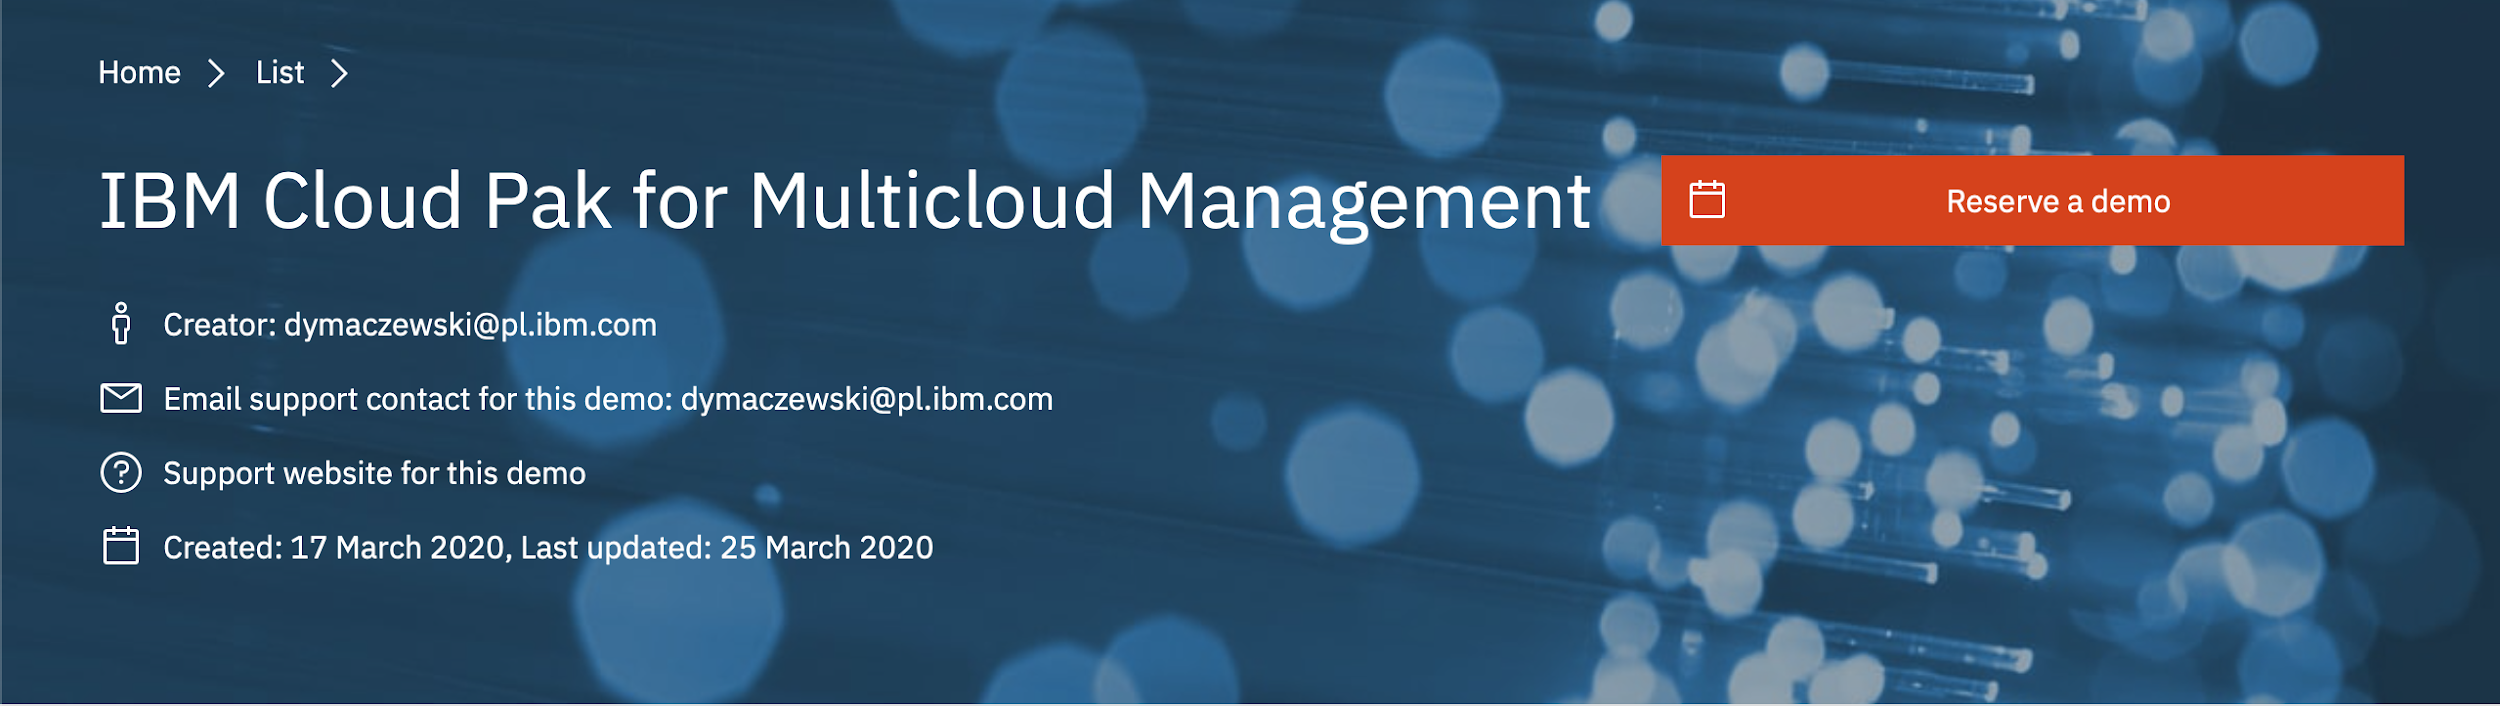 Home > List >
IBM Cloud Pak for Multicloud Management
Reserve a demo
Creator: dymaczewski@pl.ibm.com
Email support contact for this demo: dymaczewski@pl.ibm.com
Support website for this demo
Created: 17 March 2020, Last updated: 25 March 2020